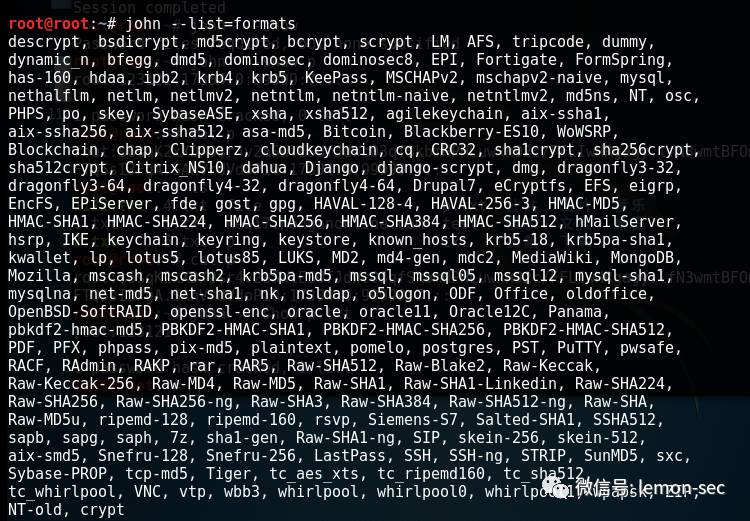 Session completed
root@root:~# john --list=formats
descrypt, bsdicrypt, md5crypt, bcrypt, scrypt, LM, AFS, tripcode, dummy,
dynamic_n, bfegg, dmd5, dominosec, dominosec8, EPI, Fortigate, FormSpring,
has-160, hdaa, ipb2, krb4, krb5, KeePass, MSCHAPv2, mschapv2-naive, mysql,
nethalflm, netlm, netlmv2, netntlm, netntlm-naive, netntlmv2, md5ns, NT, osc,
PHPS, po, skey, SybaseASE, xsha, xsha512, agilekeychain, aix-ssha1,
aix-ssha256, aix-ssha512, asa-md5, Bitcoin, Blackberry-ES10, WoWSRP,
Blockchain, chap, Clipperz, cloudkeychain, cq, CRC32, sha1crypt, sha256crypt,
sha512crypt, Citrix_NS10, dahua, Django, django-scrypt, dmg, dragonfly3-32,
dragonfly3-64, dragonfly4-32, dragonfly4-64, Drupal7, eCryptfs, EFS, eigrp,
EncFS, EPiServer, fde, gost, gpg, HAVAL-128-4, HAVAL-256-3, HMAC-MD5,
HMAC-SHA1, HMAC-SHA224, HMAC-SHA256, HMAC-SHA384, HMAC-SHA512, hMailServer,
hsrp, IKE, keychain, keyring, keystore, known_hosts, krb5-18, krb5pa-sha1,
kwallet, lp, lotus5, lotus85, LUKS, MD2, md4-gen, mdc2, MediaWiki, MongoDB,
Mozilla, mscash, mscash2, krb5pa-md5, mssql, mssql05, mssql12, mysql-sha1,
mysqlna, net-md5, net-sha1, nk, nsldap, o5logon, ODF, Office, oldoffice,
OpenBSD-SoftRAID, openssl-enc, oracle, oracle11, Oracle12C, Panama,
pbkdf2-hmac-md5, PBKDF2-HMAC-SHA1, PBKDF2-HMAC-SHA256, PBKDF2-HMAC-SHA512,
PDF, PFX, phpass, pix-md5, plaintext, pomelo, postgres, PST, PuTTY, pwsafe,
RACF, RAdmin, RAKP, rar, RAR5, Raw-SHA512, Raw-Blake2, Raw-Keccak,
Raw-Keccak-256, Raw-MD4, Raw-MD5, Raw-SHA1, Raw-SHA1-Linkedin, Raw-SHA224,
Raw-SHA256, Raw-SHA256-ng, Raw-SHA3, Raw-SHA384, Raw-SHA512-ng, Raw-SHA,
Raw-MD5u, ripemd-128, ripemd-160, rsvp, Siemens-S7, Salted-SHA1, SSHA512,
sapb, sapg, saph, 7z, sha1-gen, Raw-SHA1-ng, SIP, skein-256, skein-512,
aix-smd5, Snefru-128, Snefru-256, LastPass, SSH, SSH-ng, STRIP, SunMD5, sxc,
Sybase-PROP, tcp-md5, Tiger, tc_aes_xts, tc_ripemd160, tc_sha512,
tc_whirlpool, VNC, vtp, wbb3, whirlpool, whirlpool0, whirlpool1, wpapsk, ZIP,
微信号: lemon-sec
NT-old, crypt